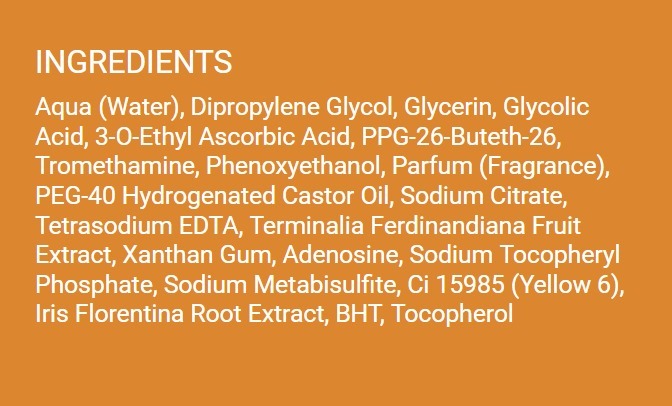 INGREDIENTS
Aqua (Water), Dipropylene Glycol, Glycerin, Glycolic
Acid, 3-O-Ethyl Ascorbic Acid, PPG-26-Buteth-26,
Tromethamine, Phenoxyethanol, Parfum (Fragrance),
PEG-40 Hydrogenated Castor Oil, Sodium Citrate,
Tetrasodium EDTA, Terminalia Ferdinandiana Fruit
Extract, Xanthan Gum, Adenosine, Sodium Tocopheryl
Phosphate, Sodium Metabisulfite, Ci 15985 (Yellow 6),
Iris Florentina Root Extract, BHT, Tocopherol